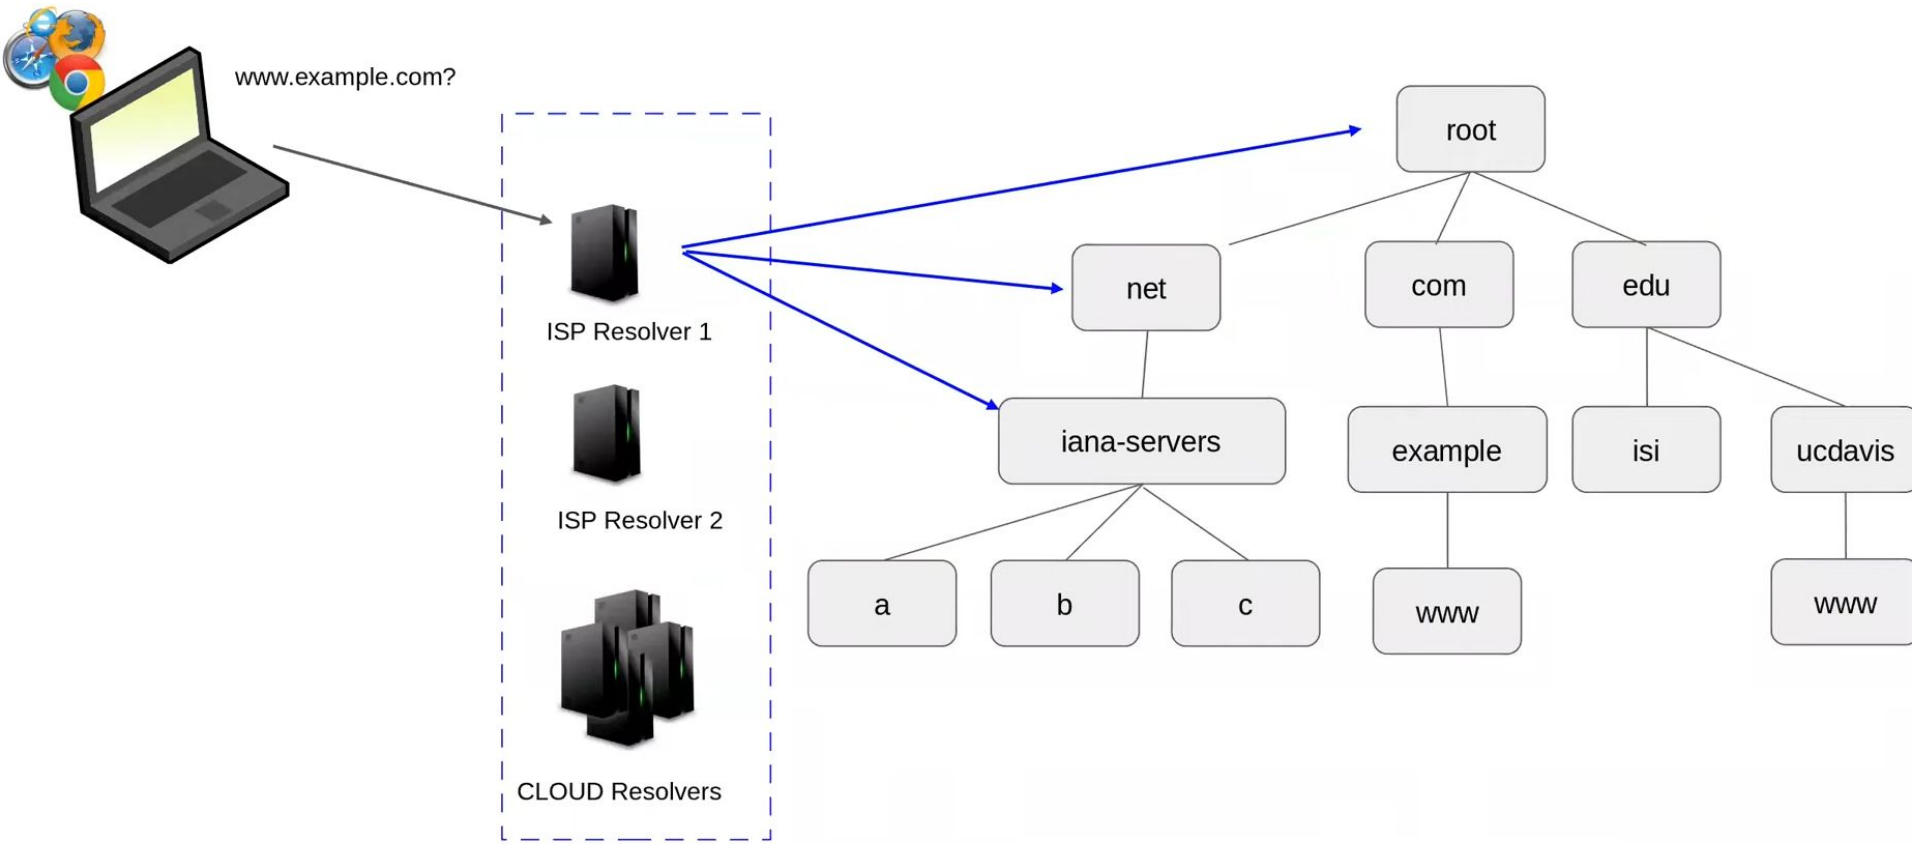 www.example.com?
root
net
com
edu
ISP Resolver 1
iana-servers
example
isi
ucdavis
ISP Resolver 2
a
b
c
www
www
CLOUD Resolvers